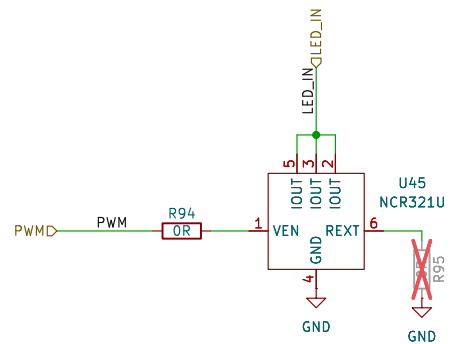 LED_IN
LED_IN
5
3
2
IOUT
IOUT
IOUT
U45
NCR321U
R94
PWM
PWM
0R
1
VEN
REXT
6
GND
4
R95
GND
GND